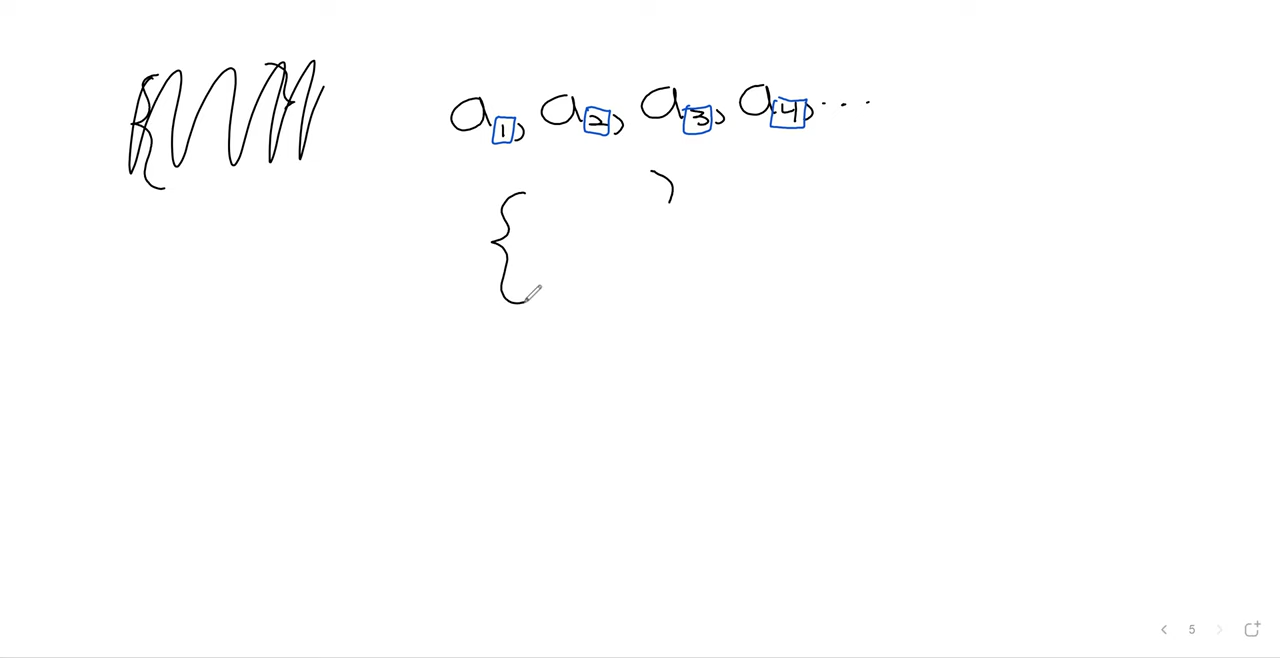 a₁, a₂, a₃, a₄, ...
)
{
5